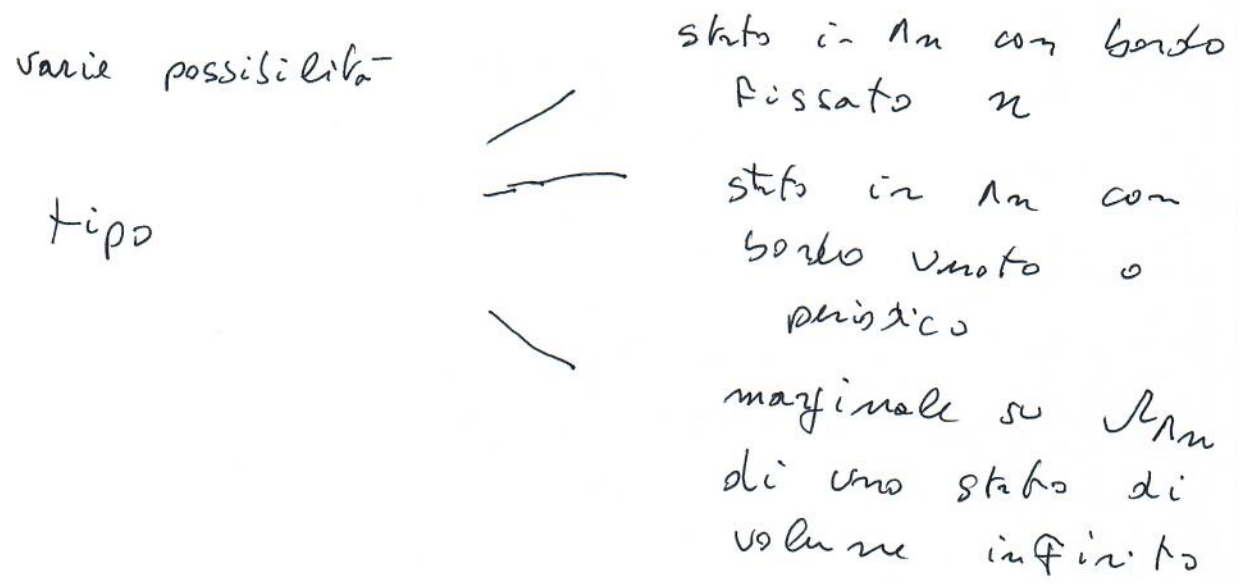 varie possibilità
tipo
stato in Λn con bordo
fissato n
stato in Λn con
bordo vuoto o
periodico
marginale su ΩΛn
di uno stato di
volume infinito